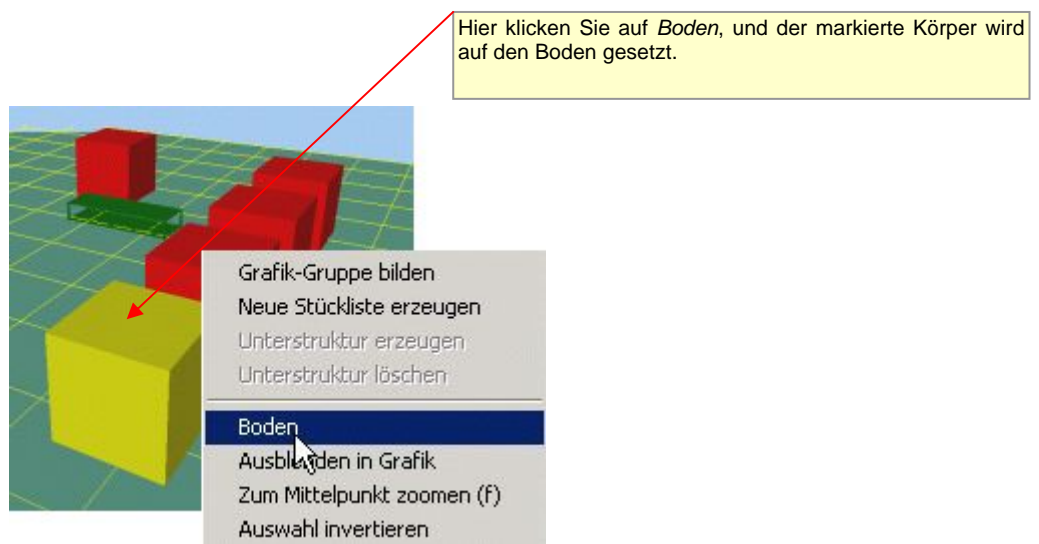 Hier klicken Sie auf Boden, und der markierte Körper wird
auf den Boden gesetzt.
Grafik-Gruppe bilden
Neue Stückliste erzeugen
Unterstruktur erzeugen
Unterstruktur löschen
Boden
Ausblenden in Grafik
Zum Mittelpunkt zoomen (f)
Auswahl invertieren